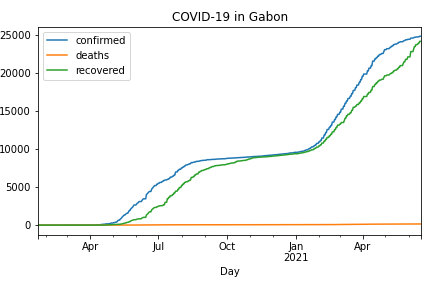 COVID-19 in Gabon
confirmed
deaths
recovered
25000
20000
15000
10000
5000
0
Apr Jul Oct Jan Apr
2021
Day